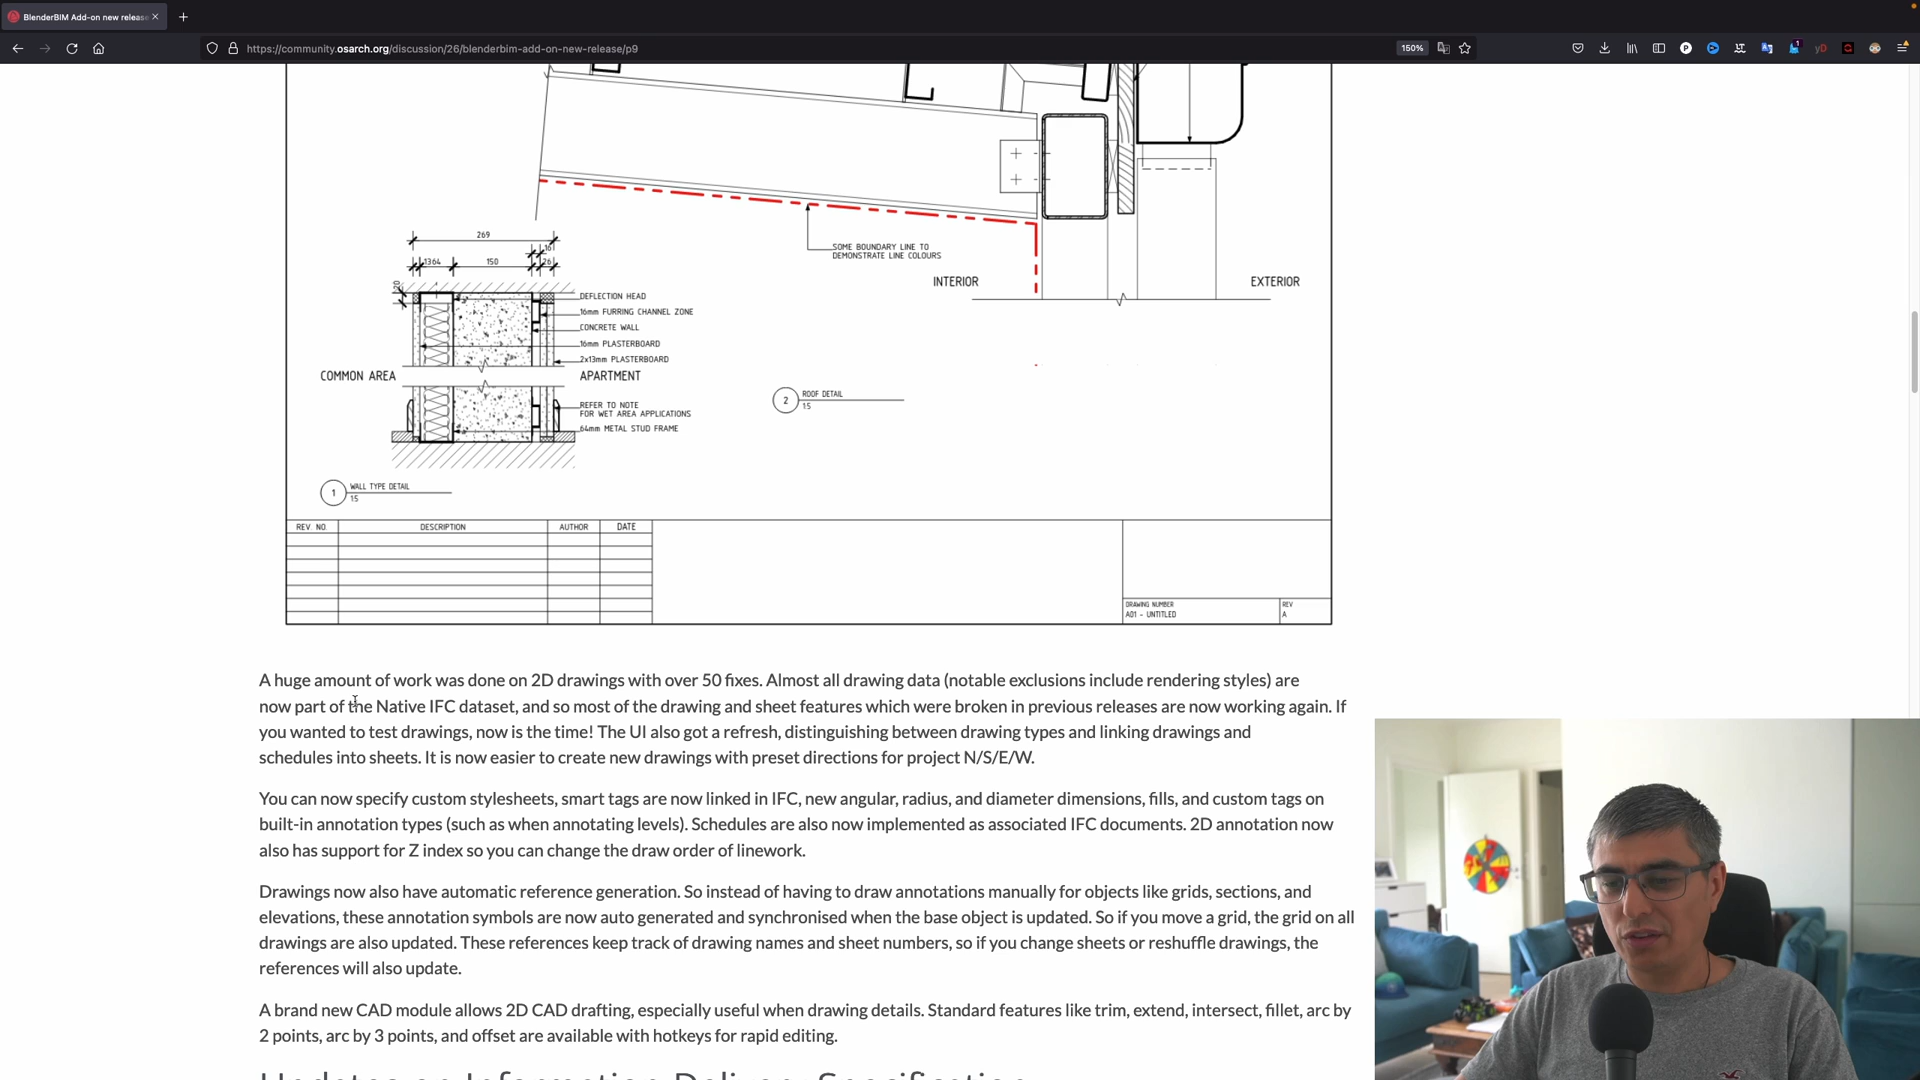 BlenderBIM Add-on new release
https://community.osarch.org/discussion/26/blenderbim-add-on-new-release/p9
150%
SOME BOUNDARY LINE TO
DEMONSTRATE LINE COLOURS
INTERIOR
EXTERIOR
269
16
1364
150
26
20
DEFLECTION HEAD
16mm FURRING CHANNEL ZONE
CONCRETE WALL
16mm PLASTERBOARD
2x13mm PLASTERBOARD
COMMON AREA
APARTMENT
REFER TO NOTE
FOR WET AREA APPLICATIONS
64mm METAL STUD FRAME
2
ROOF DETAIL
1:5
1
WALL TYPE DETAIL
1:5
REV. NO. DESCRIPTION AUTHOR DATE
DRAWING NUMBER
A01 - UNTITLED
REV
A
A huge amount of work was done on 2D drawings with over 50 fixes. Almost all drawing data (notable exclusions include rendering styles) are
now part of the Native IFC dataset, and so most of the drawing and sheet features which were broken in previous releases are now working again. If
you wanted to test drawings, now is the time! The UI also got a refresh, distinguishing between drawing types and linking drawings and
schedules into sheets. It is now easier to create new drawings with preset directions for project N/S/E/W.
You can now specify custom stylesheets, smart tags are now linked in IFC, new angular, radius, and diameter dimensions, fills, and custom tags on
built-in annotation types (such as when annotating levels). Schedules are also now implemented as associated IFC documents. 2D annotation now
also has support for Z index so you can change the draw order of linework.
Drawings now also have automatic reference generation. So instead of having to draw annotations manually for objects like grids, sections, and
elevations, these annotation symbols are now auto generated and synchronised when the base object is updated. So if you move a grid, the grid on all
drawings are also updated. These references keep track of drawing names and sheet numbers, so if you change sheets or reshuffle drawings, the
references will also update.
A brand new CAD module allows 2D CAD drafting, especially useful when drawing details. Standard features like trim, extend, intersect, fillet, arc by
2 points, arc by 3 points, and offset are available with hotkeys for rapid editing.
Updates on Information Delivery Specification